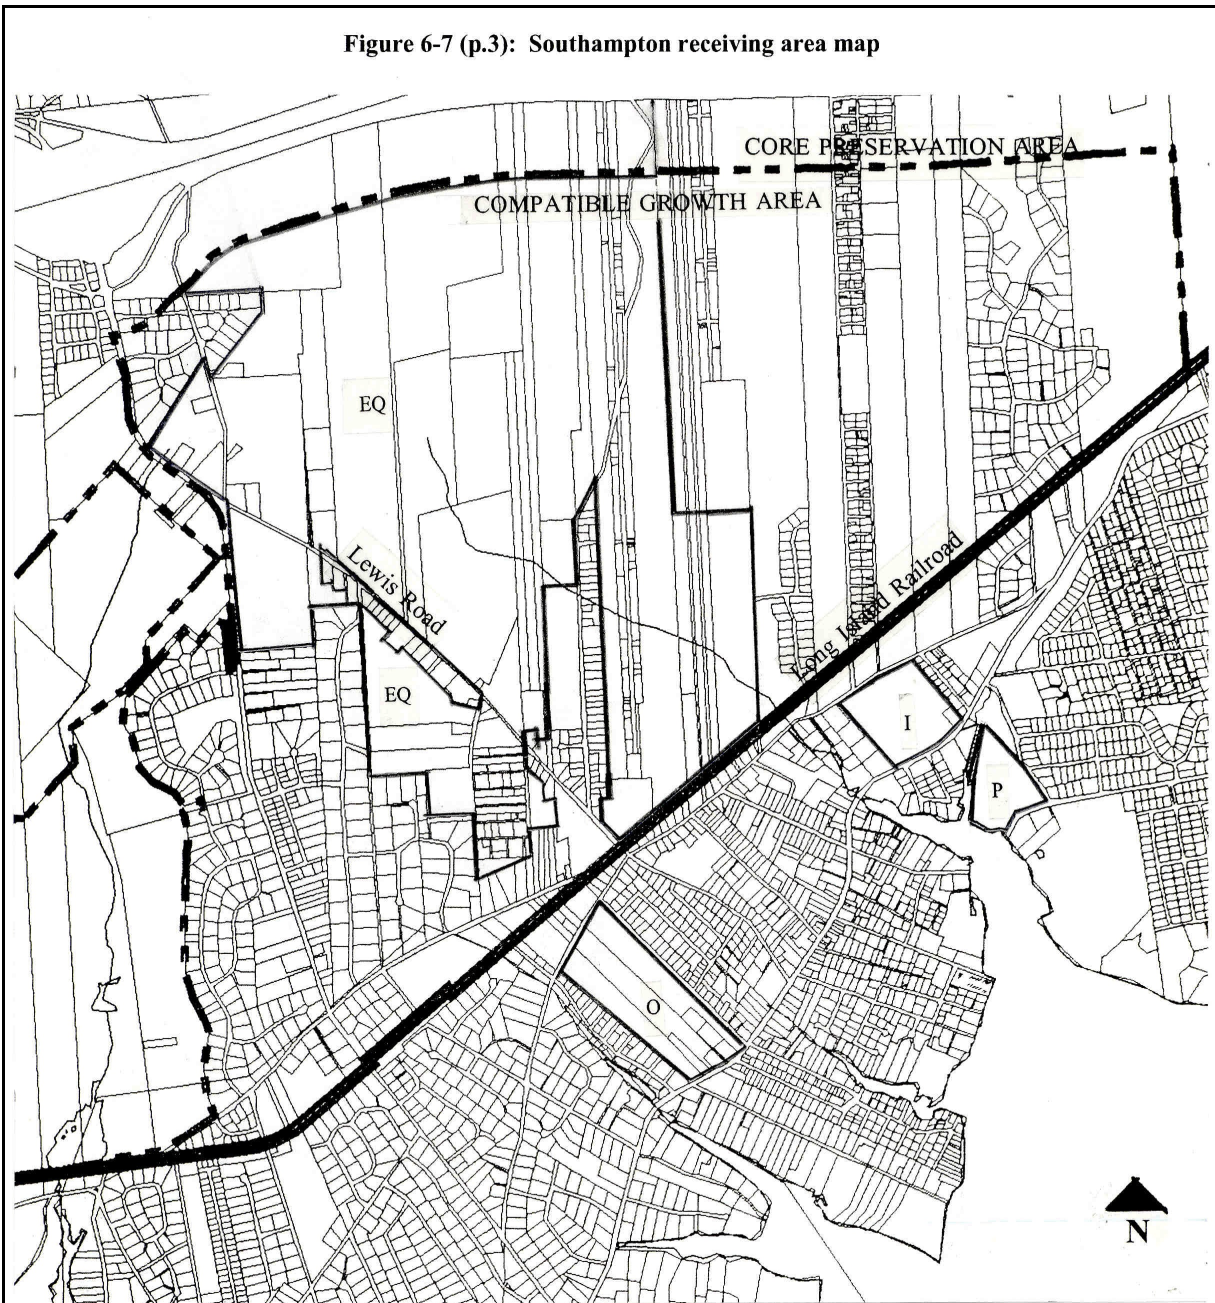 Figure 6-7 (p.3): Southampton receiving area map
CORE PRESERVATION AREA
COMPATIBLE GROWTH AREA
EQ
Lewis Road
Long Island Railroad
EQ
I
P
O
N